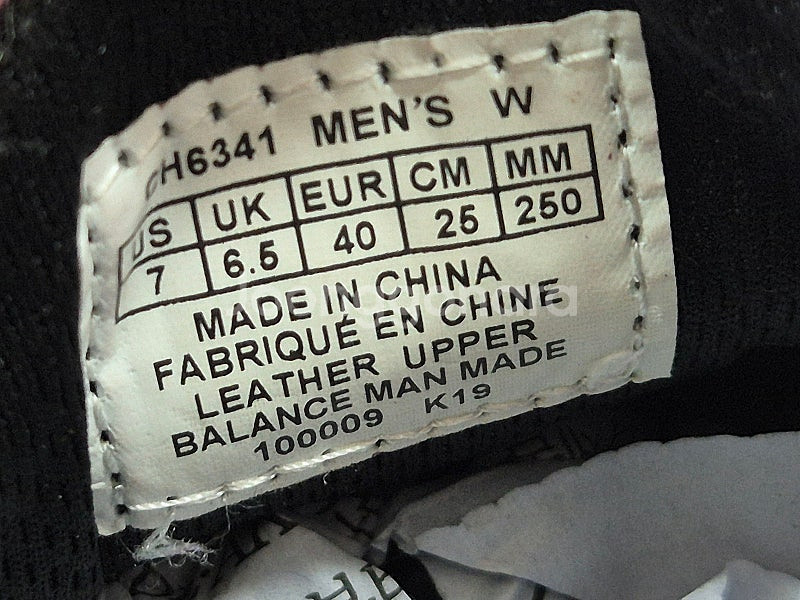 CH6341 MEN'S W
US UK EUR CM MM
7 6.5 40 25 250
MADE IN CHINA
FABRIQUÉ EN CHINE
LEATHER UPPER
BALANCE MAN MADE
100009 K19